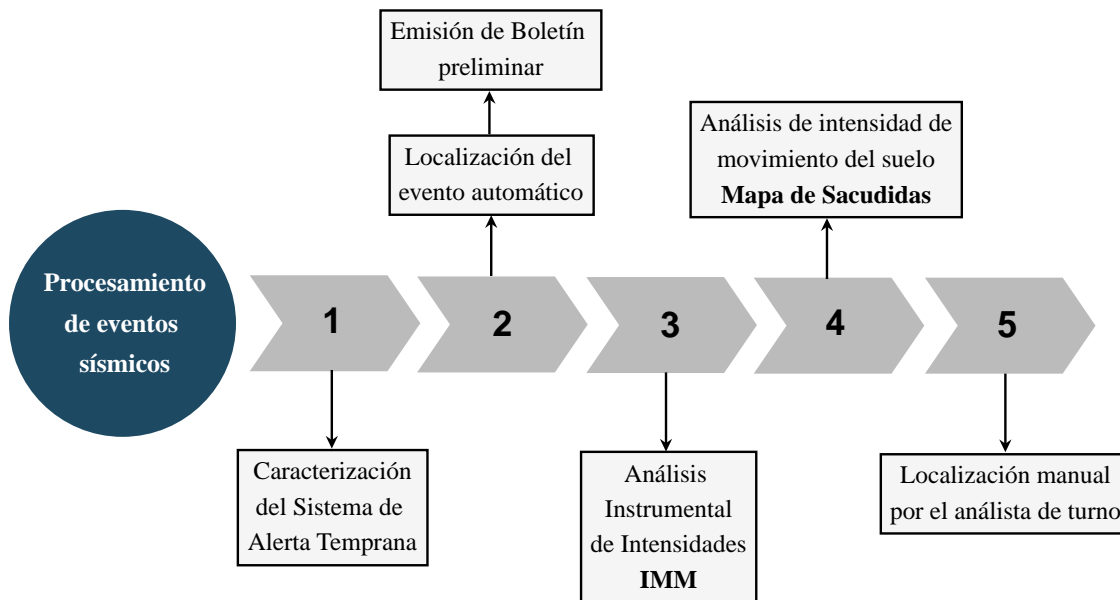 Emisión de Boletín
preliminar
Localización del
evento automático
Análisis de intensidad de
movimiento del suelo
Mapa de Sacudidas
Procesamiento
de eventos
sísmicos
1
2
3
4
5
Caracterización
del Sistema de
Alerta Temprana
Análisis
Instrumental
de Intensidades
IMM
Localización manual
por el análista de turno